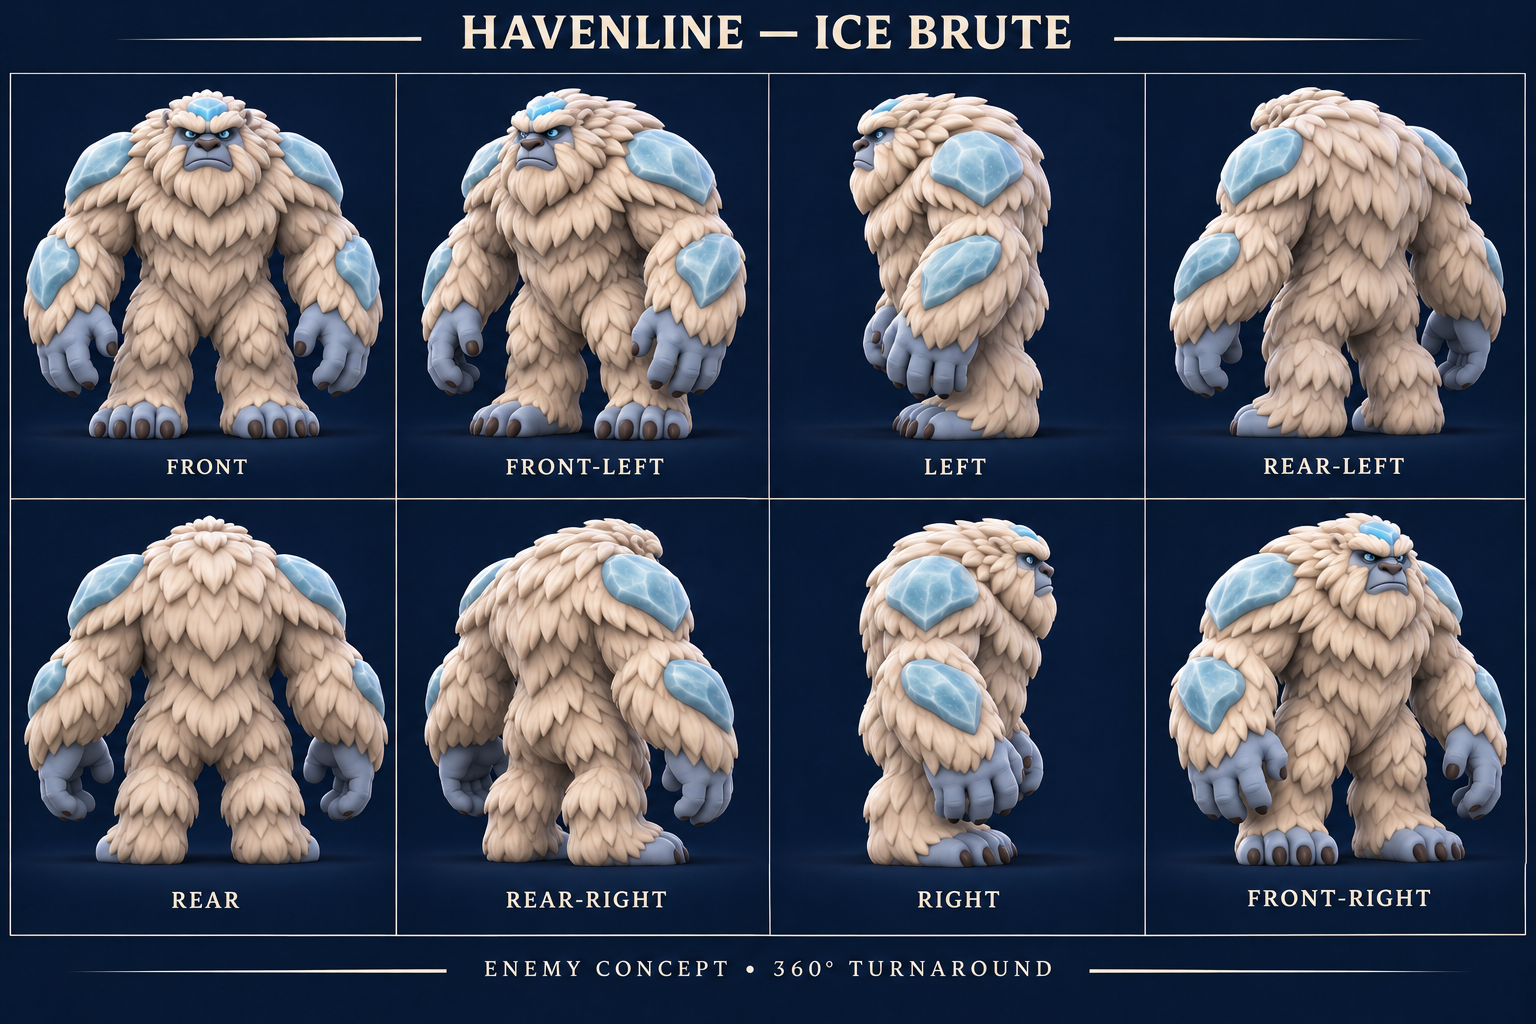 HAVENLINE — ICE BRUTE
FRONT
FRONT-LEFT
LEFT
REAR-LEFT
REAR
REAR-RIGHT
RIGHT
FRONT-RIGHT
ENEMY CONCEPT • 360° TURNAROUND